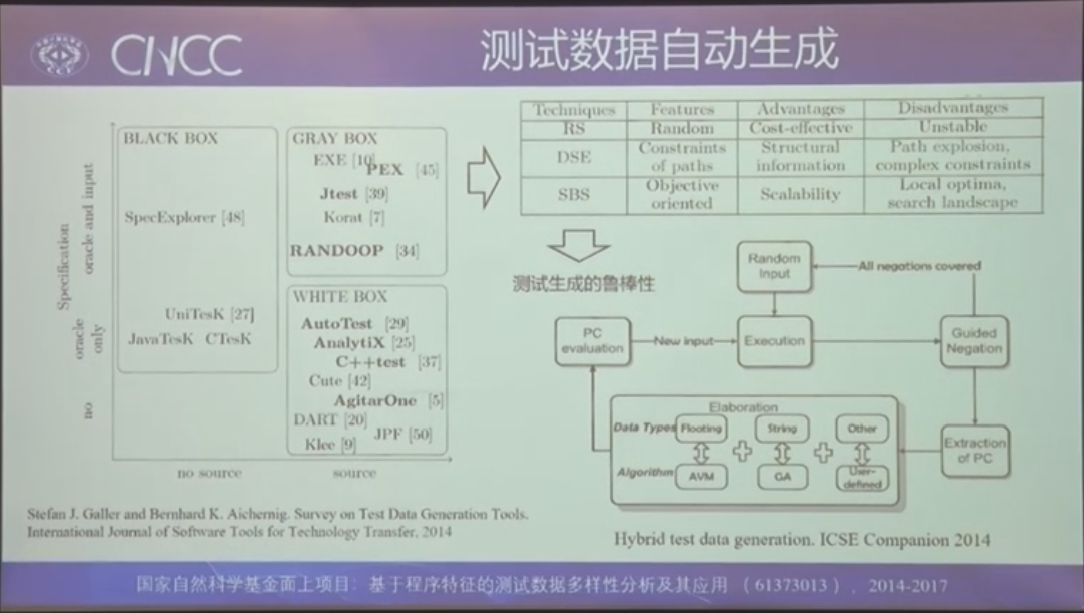 CNCC
测试数据自动生成
BLACK BOX
SpecExplorer [48]
UniTesK [27]
JavaTesK CTesK
GRAY BOX
EXE [10]
PEX [45]
Jtest [39]
Korat [7]
RANDOOP [34]
WHITE BOX
AutoTest [29]
AnalytiX [25]
C++test [37]
Cute [42]
AgitarOne [5]
DART [20]
JPF [50]
Klee [9]
Specification
oracle and input
oracle
only
no
no source
source
Techniques Features Advantages Disadvantages
RS Random Cost-effective Unstable
DSE Constraints of paths Structural information Path explosion, complex constraints
SBS Objective oriented Scalability Local optima, search landscape
测试生成的鲁棒性
Random
Input
All negations covered
PC
evaluation
New input
Execution
Guided
Negation
Elaboration
Data Types Floating String Other
Algorithm AVM GA User-defined
Extraction
of PC
Stefan J. Galler and Bernhard K. Aichernig. Survey on Test Data Generation Tools.
International Journal of Software Tools for Technology Transfer, 2014
Hybrid test data generation. ICSE Companion 2014
国家自然科学基金面上项目：基于程序特征的测试数据多样性分析及其应用（61373013），2014-2017